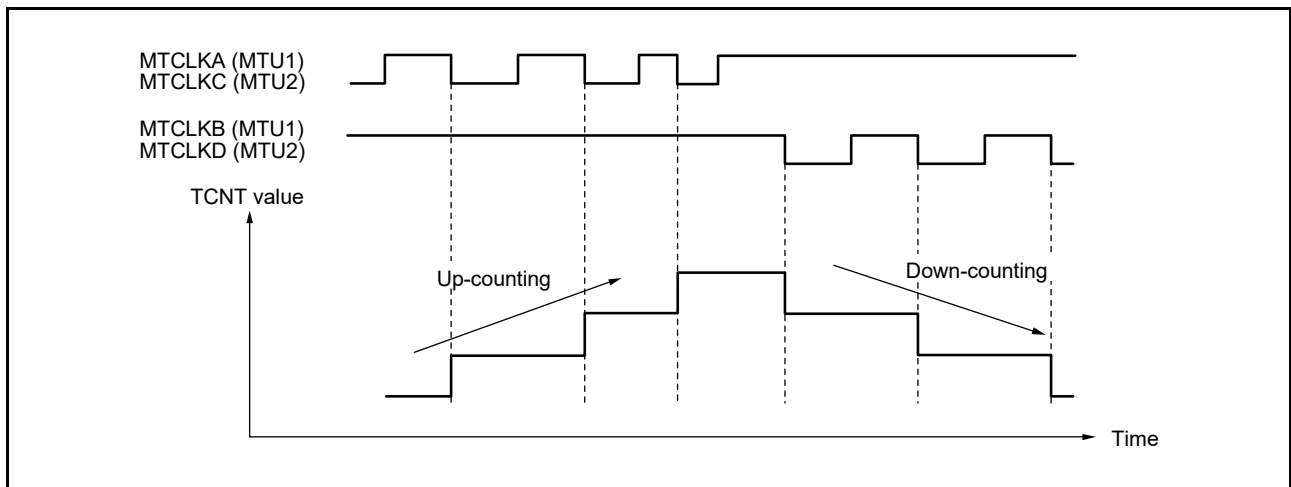 MTCLKA (MTU1)
MTCLKC (MTU2)
MTCLKB (MTU1)
MTCLKD (MTU2)
TCNT value
Up-counting
Down-counting
Time